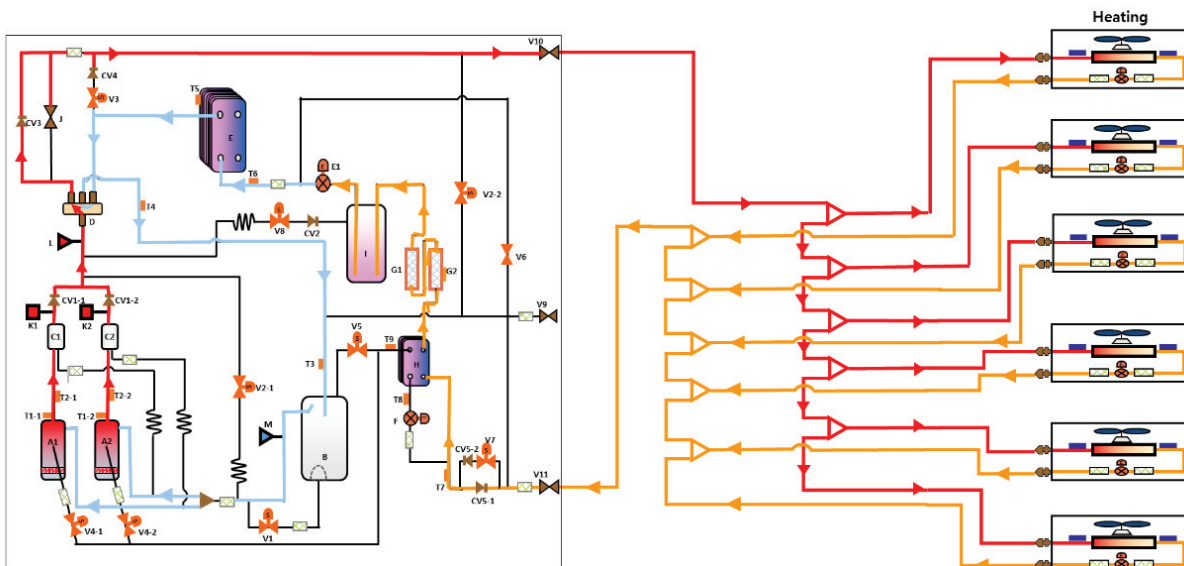 Heating
V10
CV4
V3
T5
CV3
J
E
E
E1
T6
V2-2
D
T4
S
V8
CV2
I
V6
L
G1
G2
CV1-1
CV1-2
K1
K2
C1
C2
V9
V5
S
T9
H
T3
T2-1
T2-2
V2-1
T8
T1-1
T1-2
F
E
A1
A2
M
B
CV5-2
V7
S
T7
CV5-1
V11
V4-1
V4-2
V1
S